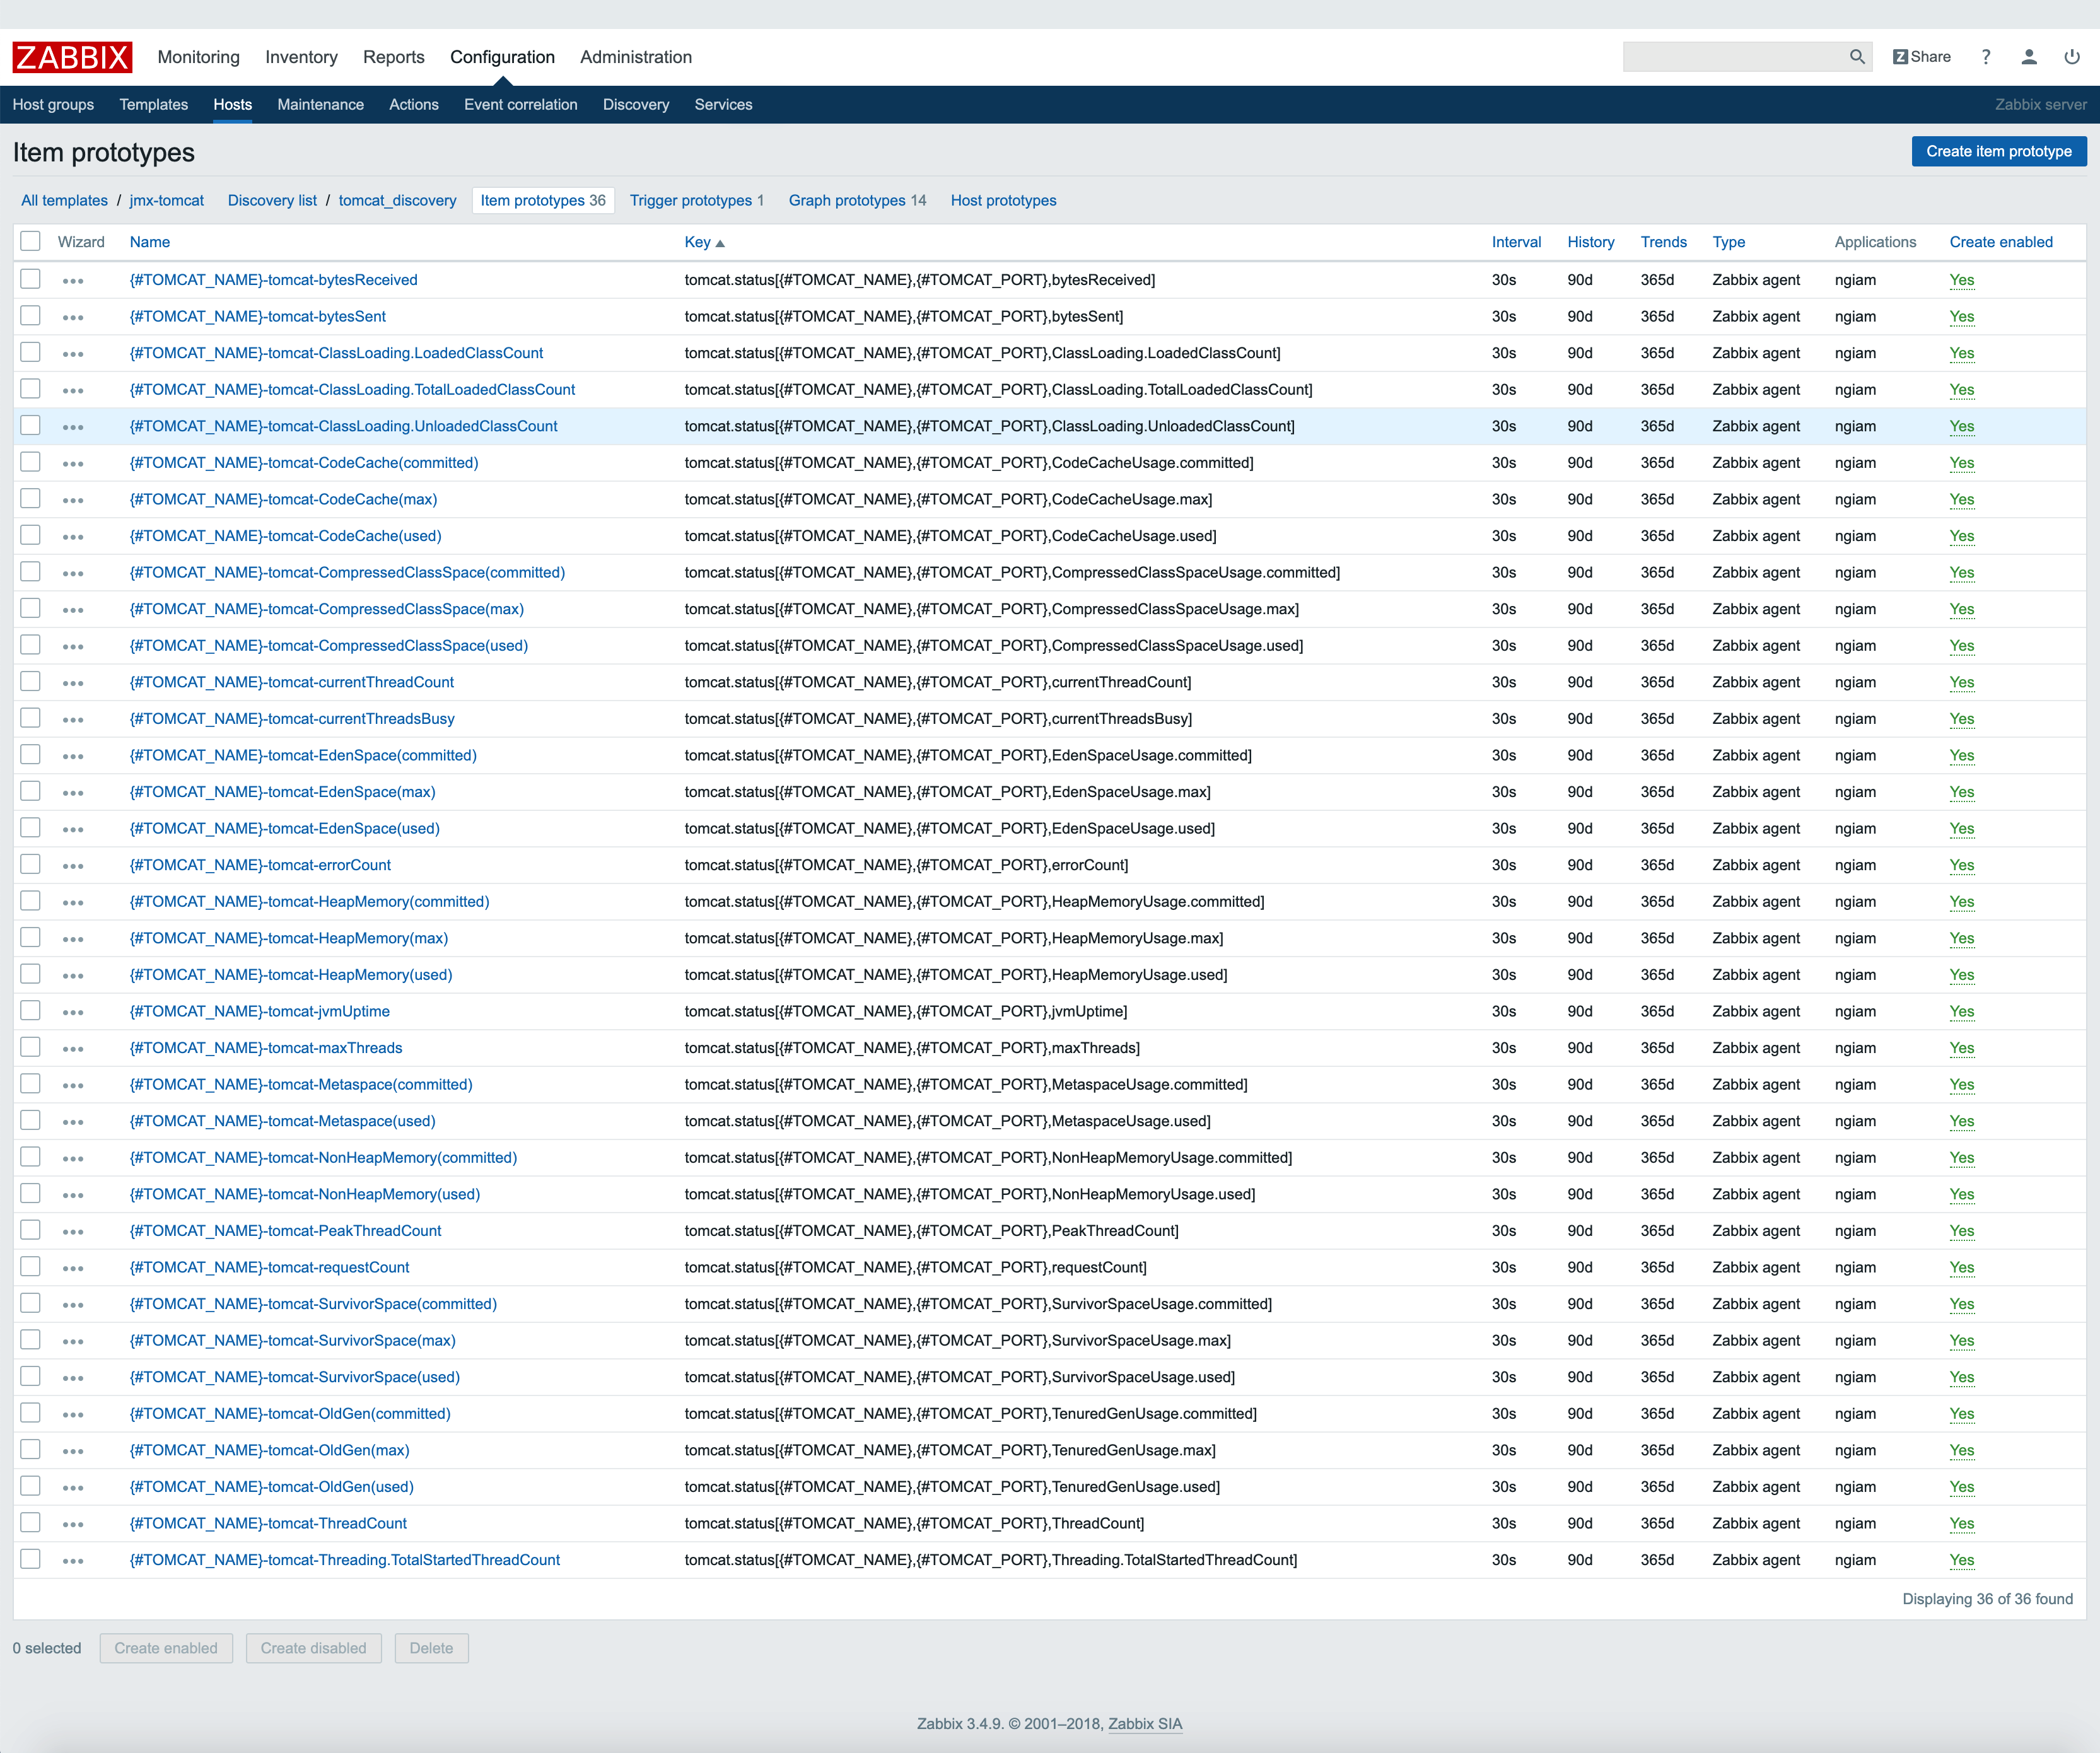 ZABBIX Monitoring Inventory Reports Configuration Administration Share ?
Host groups Templates Hosts Maintenance Actions Event correlation Discovery Services Zabbix server
Item prototypes Create item prototype
All templates / jmx-tomcat Discovery list / tomcat_discovery Item prototypes 36 Trigger prototypes 1 Graph prototypes 14 Host prototypes
Wizard Name Key Interval History Trends Type Applications Create enabled
{#TOMCAT_NAME}-tomcat-bytesReceived tomcat.status[{#TOMCAT_NAME},{#TOMCAT_PORT},bytesReceived] 30s 90d 365d Zabbix agent ngiam Yes
{#TOMCAT_NAME}-tomcat-bytesSent tomcat.status[{#TOMCAT_NAME},{#TOMCAT_PORT},bytesSent] 30s 90d 365d Zabbix agent ngiam Yes
{#TOMCAT_NAME}-tomcat-ClassLoading.LoadedClassCount tomcat.status[{#TOMCAT_NAME},{#TOMCAT_PORT},ClassLoading.LoadedClassCount] 30s 90d 365d Zabbix agent ngiam Yes
{#TOMCAT_NAME}-tomcat-ClassLoading.TotalLoadedClassCount tomcat.status[{#TOMCAT_NAME},{#TOMCAT_PORT},ClassLoading.TotalLoadedClassCount] 30s 90d 365d Zabbix agent ngiam Yes
{#TOMCAT_NAME}-tomcat-ClassLoading.UnloadedClassCount tomcat.status[{#TOMCAT_NAME},{#TOMCAT_PORT},ClassLoading.UnloadedClassCount] 30s 90d 365d Zabbix agent ngiam Yes
{#TOMCAT_NAME}-tomcat-CodeCache(committed) tomcat.status[{#TOMCAT_NAME},{#TOMCAT_PORT},CodeCacheUsage.committed] 30s 90d 365d Zabbix agent ngiam Yes
{#TOMCAT_NAME}-tomcat-CodeCache(max) tomcat.status[{#TOMCAT_NAME},{#TOMCAT_PORT},CodeCacheUsage.max] 30s 90d 365d Zabbix agent ngiam Yes
{#TOMCAT_NAME}-tomcat-CodeCache(used) tomcat.status[{#TOMCAT_NAME},{#TOMCAT_PORT},CodeCacheUsage.used] 30s 90d 365d Zabbix agent ngiam Yes
{#TOMCAT_NAME}-tomcat-CompressedClassSpace(committed) tomcat.status[{#TOMCAT_NAME},{#TOMCAT_PORT},CompressedClassSpaceUsage.committed] 30s 90d 365d Zabbix agent ngiam Yes
{#TOMCAT_NAME}-tomcat-CompressedClassSpace(max) tomcat.status[{#TOMCAT_NAME},{#TOMCAT_PORT},CompressedClassSpaceUsage.max] 30s 90d 365d Zabbix agent ngiam Yes
{#TOMCAT_NAME}-tomcat-CompressedClassSpace(used) tomcat.status[{#TOMCAT_NAME},{#TOMCAT_PORT},CompressedClassSpaceUsage.used] 30s 90d 365d Zabbix agent ngiam Yes
{#TOMCAT_NAME}-tomcat-currentThreadCount tomcat.status[{#TOMCAT_NAME},{#TOMCAT_PORT},currentThreadCount] 30s 90d 365d Zabbix agent ngiam Yes
{#TOMCAT_NAME}-tomcat-currentThreadsBusy tomcat.status[{#TOMCAT_NAME},{#TOMCAT_PORT},currentThreadsBusy] 30s 90d 365d Zabbix agent ngiam Yes
{#TOMCAT_NAME}-tomcat-EdenSpace(committed) tomcat.status[{#TOMCAT_NAME},{#TOMCAT_PORT},EdenSpaceUsage.committed] 30s 90d 365d Zabbix agent ngiam Yes
{#TOMCAT_NAME}-tomcat-EdenSpace(max) tomcat.status[{#TOMCAT_NAME},{#TOMCAT_PORT},EdenSpaceUsage.max] 30s 90d 365d Zabbix agent ngiam Yes
{#TOMCAT_NAME}-tomcat-EdenSpace(used) tomcat.status[{#TOMCAT_NAME},{#TOMCAT_PORT},EdenSpaceUsage.used] 30s 90d 365d Zabbix agent ngiam Yes
{#TOMCAT_NAME}-tomcat-errorCount tomcat.status[{#TOMCAT_NAME},{#TOMCAT_PORT},errorCount] 30s 90d 365d Zabbix agent ngiam Yes
{#TOMCAT_NAME}-tomcat-HeapMemory(committed) tomcat.status[{#TOMCAT_NAME},{#TOMCAT_PORT},HeapMemoryUsage.committed] 30s 90d 365d Zabbix agent ngiam Yes
{#TOMCAT_NAME}-tomcat-HeapMemory(max) tomcat.status[{#TOMCAT_NAME},{#TOMCAT_PORT},HeapMemoryUsage.max] 30s 90d 365d Zabbix agent ngiam Yes
{#TOMCAT_NAME}-tomcat-HeapMemory(used) tomcat.status[{#TOMCAT_NAME},{#TOMCAT_PORT},HeapMemoryUsage.used] 30s 90d 365d Zabbix agent ngiam Yes
{#TOMCAT_NAME}-tomcat-jvmUptime tomcat.status[{#TOMCAT_NAME},{#TOMCAT_PORT},jvmUptime] 30s 90d 365d Zabbix agent ngiam Yes
{#TOMCAT_NAME}-tomcat-maxThreads tomcat.status[{#TOMCAT_NAME},{#TOMCAT_PORT},maxThreads] 30s 90d 365d Zabbix agent ngiam Yes
{#TOMCAT_NAME}-tomcat-Metaspace(committed) tomcat.status[{#TOMCAT_NAME},{#TOMCAT_PORT},MetaspaceUsage.committed] 30s 90d 365d Zabbix agent ngiam Yes
{#TOMCAT_NAME}-tomcat-Metaspace(used) tomcat.status[{#TOMCAT_NAME},{#TOMCAT_PORT},MetaspaceUsage.used] 30s 90d 365d Zabbix agent ngiam Yes
{#TOMCAT_NAME}-tomcat-NonHeapMemory(committed) tomcat.status[{#TOMCAT_NAME},{#TOMCAT_PORT},NonHeapMemoryUsage.committed] 30s 90d 365d Zabbix agent ngiam Yes
{#TOMCAT_NAME}-tomcat-NonHeapMemory(used) tomcat.status[{#TOMCAT_NAME},{#TOMCAT_PORT},NonHeapMemoryUsage.used] 30s 90d 365d Zabbix agent ngiam Yes
{#TOMCAT_NAME}-tomcat-PeakThreadCount tomcat.status[{#TOMCAT_NAME},{#TOMCAT_PORT},PeakThreadCount] 30s 90d 365d Zabbix agent ngiam Yes
{#TOMCAT_NAME}-tomcat-requestCount tomcat.status[{#TOMCAT_NAME},{#TOMCAT_PORT},requestCount] 30s 90d 365d Zabbix agent ngiam Yes
{#TOMCAT_NAME}-tomcat-SurvivorSpace(committed) tomcat.status[{#TOMCAT_NAME},{#TOMCAT_PORT},SurvivorSpaceUsage.committed] 30s 90d 365d Zabbix agent ngiam Yes
{#TOMCAT_NAME}-tomcat-SurvivorSpace(max) tomcat.status[{#TOMCAT_NAME},{#TOMCAT_PORT},SurvivorSpaceUsage.max] 30s 90d 365d Zabbix agent ngiam Yes
{#TOMCAT_NAME}-tomcat-SurvivorSpace(used) tomcat.status[{#TOMCAT_NAME},{#TOMCAT_PORT},SurvivorSpaceUsage.used] 30s 90d 365d Zabbix agent ngiam Yes
{#TOMCAT_NAME}-tomcat-OldGen(committed) tomcat.status[{#TOMCAT_NAME},{#TOMCAT_PORT},TenuredGenUsage.committed] 30s 90d 365d Zabbix agent ngiam Yes
{#TOMCAT_NAME}-tomcat-OldGen(max) tomcat.status[{#TOMCAT_NAME},{#TOMCAT_PORT},TenuredGenUsage.max] 30s 90d 365d Zabbix agent ngiam Yes
{#TOMCAT_NAME}-tomcat-OldGen(used) tomcat.status[{#TOMCAT_NAME},{#TOMCAT_PORT},TenuredGenUsage.used] 30s 90d 365d Zabbix agent ngiam Yes
{#TOMCAT_NAME}-tomcat-ThreadCount tomcat.status[{#TOMCAT_NAME},{#TOMCAT_PORT},ThreadCount] 30s 90d 365d Zabbix agent ngiam Yes
{#TOMCAT_NAME}-tomcat-Threading.TotalStartedThreadCount tomcat.status[{#TOMCAT_NAME},{#TOMCAT_PORT},Threading.TotalStartedThreadCount] 30s 90d 365d Zabbix agent ngiam Yes
Displaying 36 of 36 found
0 selected Create enabled Create disabled Delete
Zabbix 3.4.9. © 2001–2018, Zabbix SIA